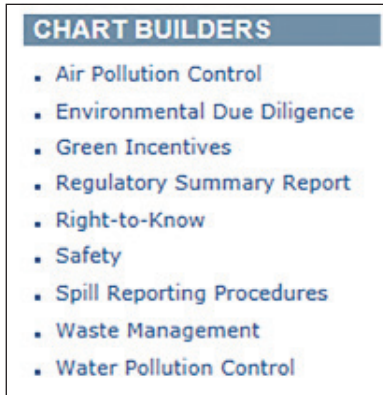 CHART BUILDERS
Air Pollution Control
Environmental Due Diligence
Green Incentives
Regulatory Summary Report
Right-to-Know
Safety
Spill Reporting Procedures
Waste Management
Water Pollution Control